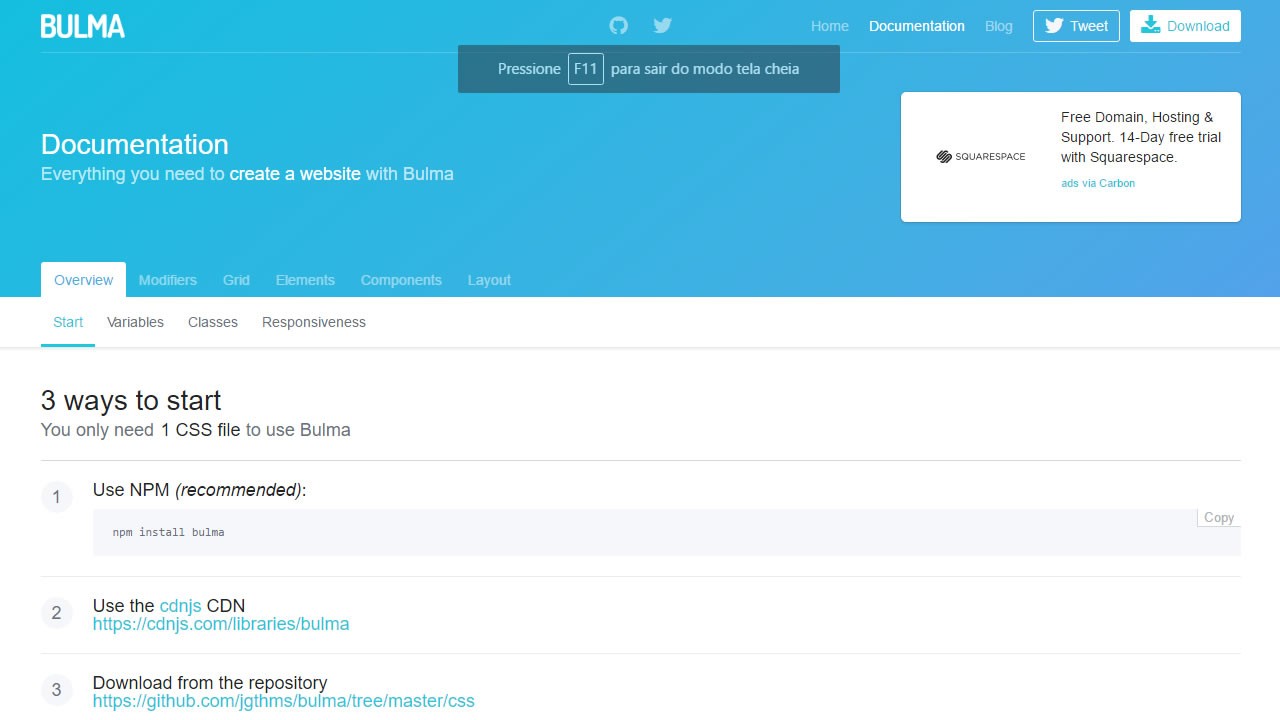 BULMA
Home Documentation Blog Tweet Download
Pressione F11 para sair do modo tela cheia
Documentation
Everything you need to create a website with Bulma
SQUARESPACE
Free Domain, Hosting &
Support. 14-Day free trial
with Squarespace.
ads via Carbon
Overview Modifiers Grid Elements Components Layout
Start Variables Classes Responsiveness
3 ways to start
You only need 1 CSS file to use Bulma
1 Use NPM (recommended):
Copy
npm install bulma
2 Use the cdnjs CDN
https://cdnjs.com/libraries/bulma
3 Download from the repository
https://github.com/jgthms/bulma/tree/master/css